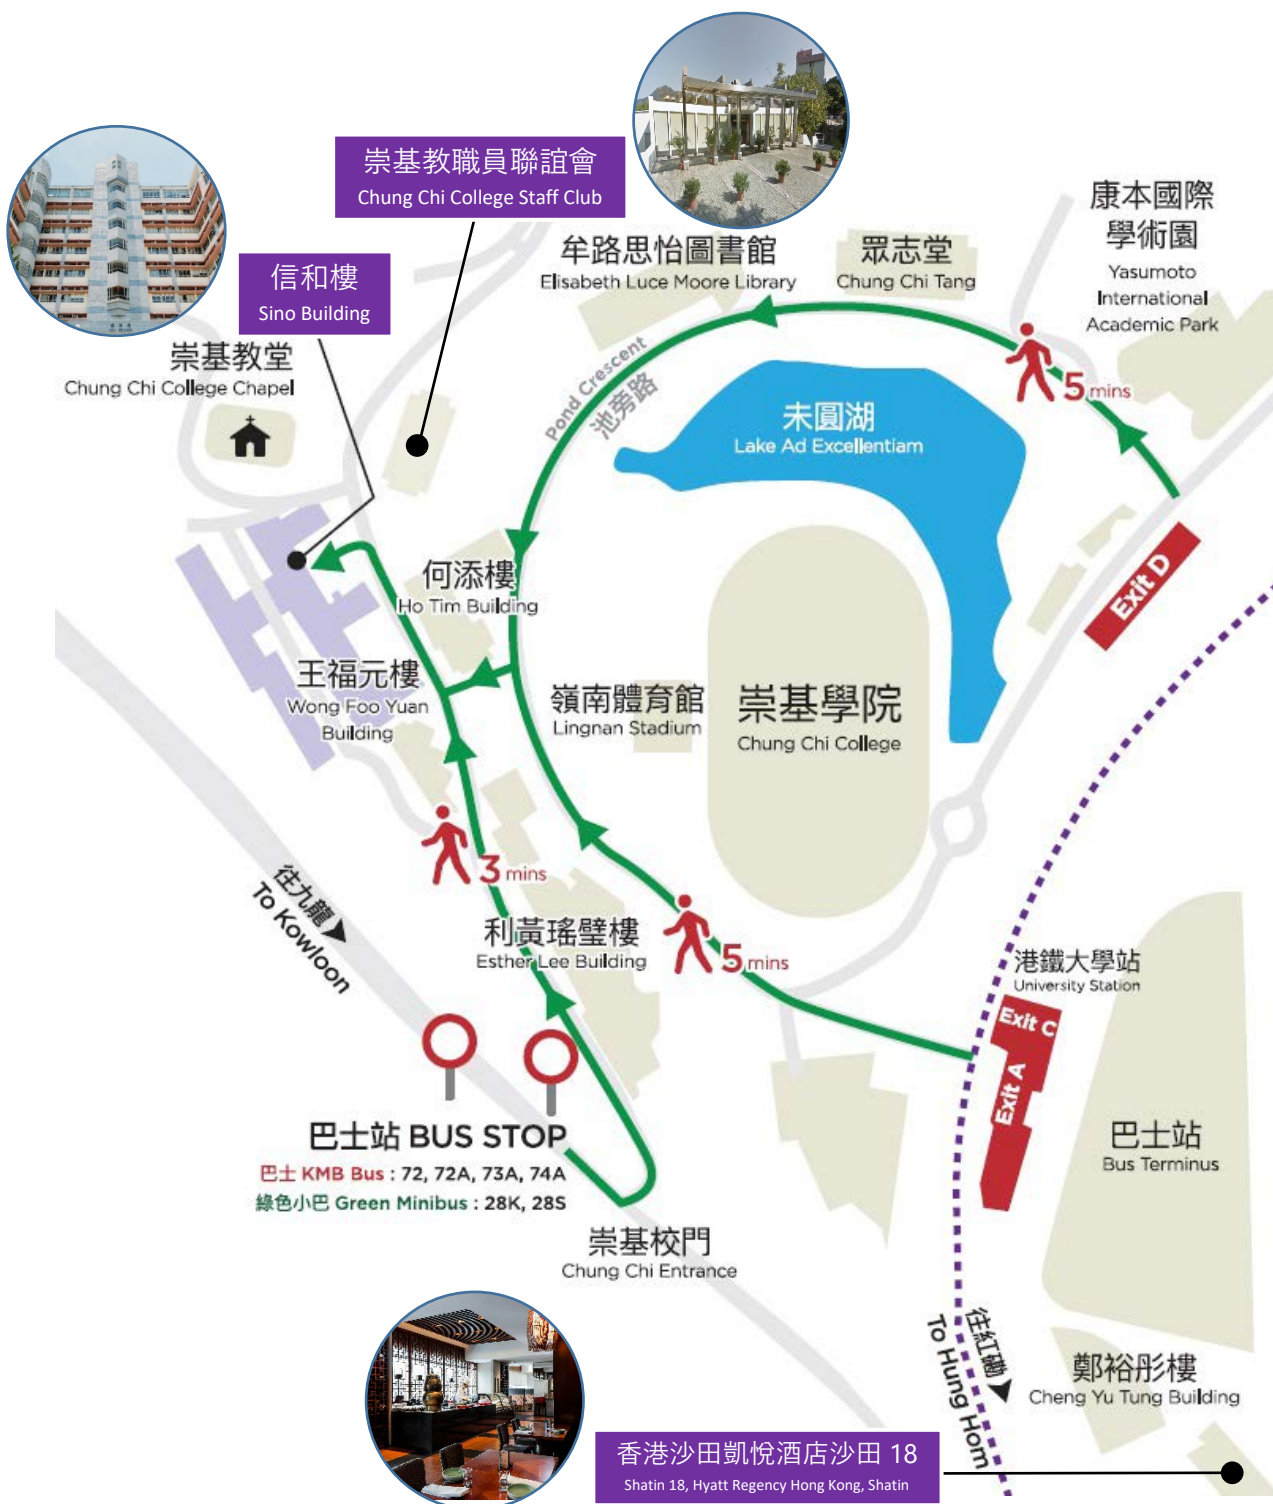 崇基教職員聯誼會
Chung Chi College Staff Club
信和樓
Sino Building
崇基教堂
Chung Chi College Chapel
牟路思怡圖書館
Elisabeth Luce Moore Library
眾志堂
Chung Chi Tang
康本國際
學術園
Yasumoto
International
Academic Park
Pond Crescent
池旁路
5 mins
未圓湖
Lake Ad Excellentiam
Exit D
何添樓
Ho Tim Building
王福元樓
Wong Foo Yuan
Building
嶺南體育館
Lingnan Stadium
崇基學院
Chung Chi College
3 mins
往九龍
To Kowloon
利黃瑤璧樓
Esther Lee Building
5 mins
港鐵大學站
University Station
Exit C
Exit A
巴士站 BUS STOP
巴士 KMB Bus : 72, 72A, 73A, 74A
綠色小巴 Green Minibus : 28K, 28S
巴士站
Bus Terminus
崇基校門
Chung Chi Entrance
往紅磡
To Hung Hom
鄭裕彤樓
Cheng Yu Tung Building
香港沙田凱悅酒店沙田 18
Shatin 18, Hyatt Regency Hong Kong, Shatin